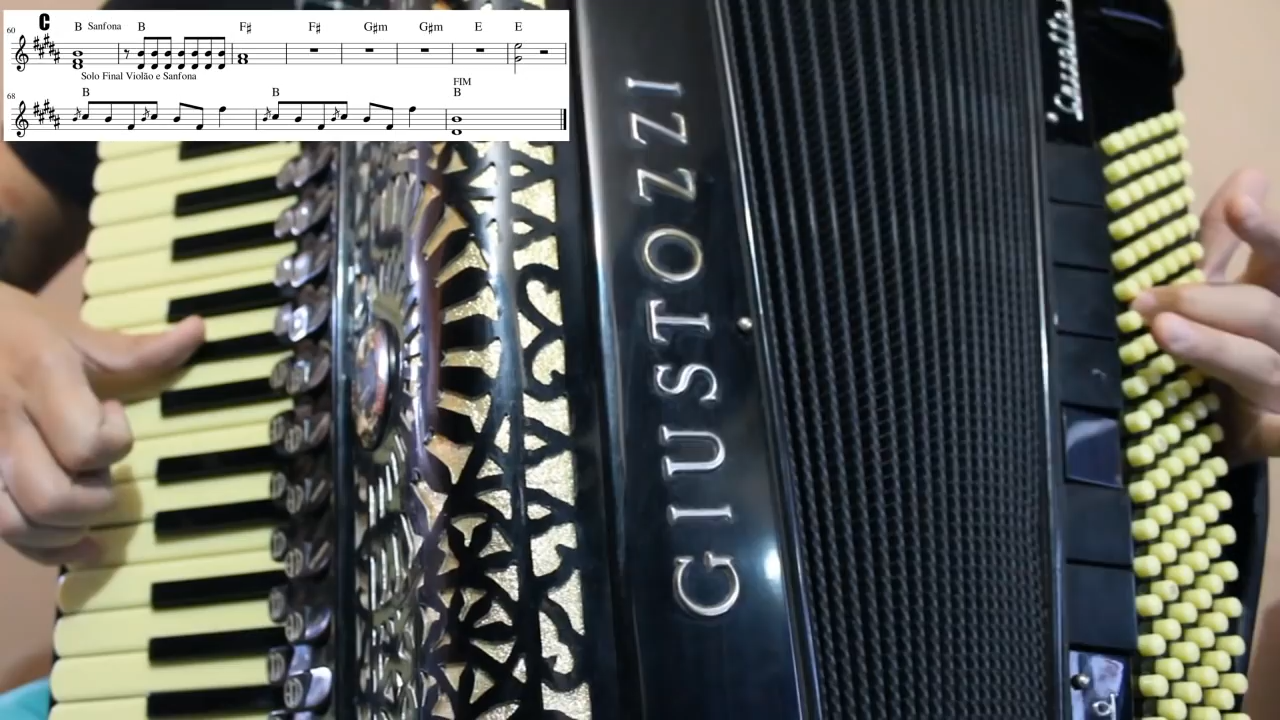 C
B Sanfona B F♯ F♯ G♯m G♯m E E
60
Solo Final Violão e Sanfona
FIM
B B B
68
GIUSTOZZI